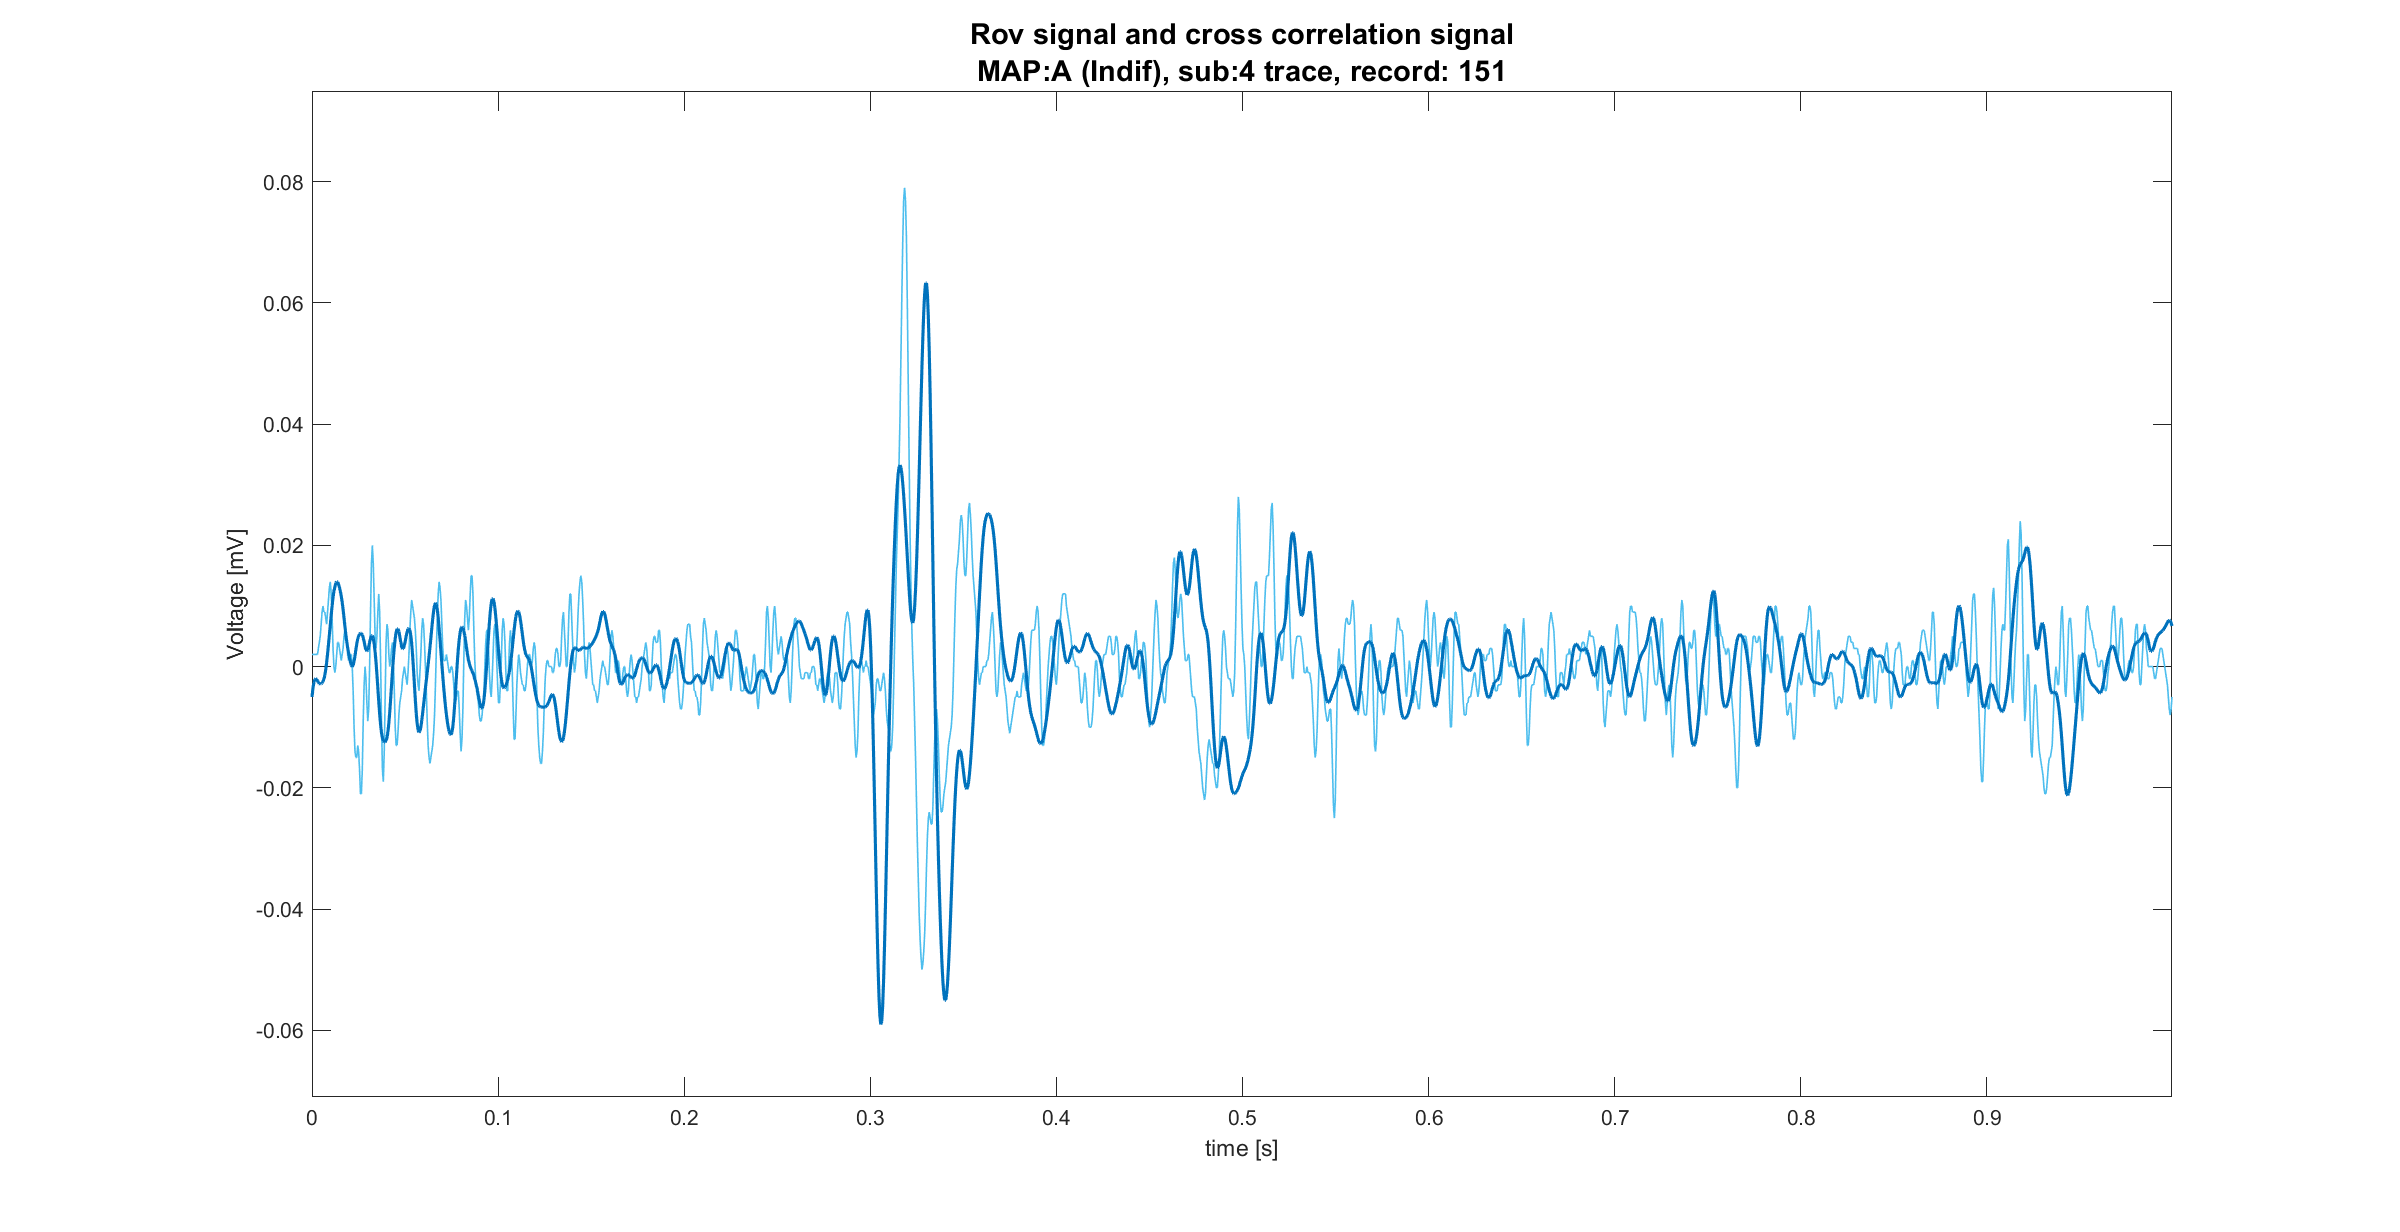 Rov signal and cross correlation signal
MAP:A (Indif), sub:4 trace, record: 151
Voltage [mV]
0.08
0.06
0.04
0.02
0
-0.02
-0.04
-0.06
0 0.1 0.2 0.3 0.4 0.5 0.6 0.7 0.8 0.9
time [s]